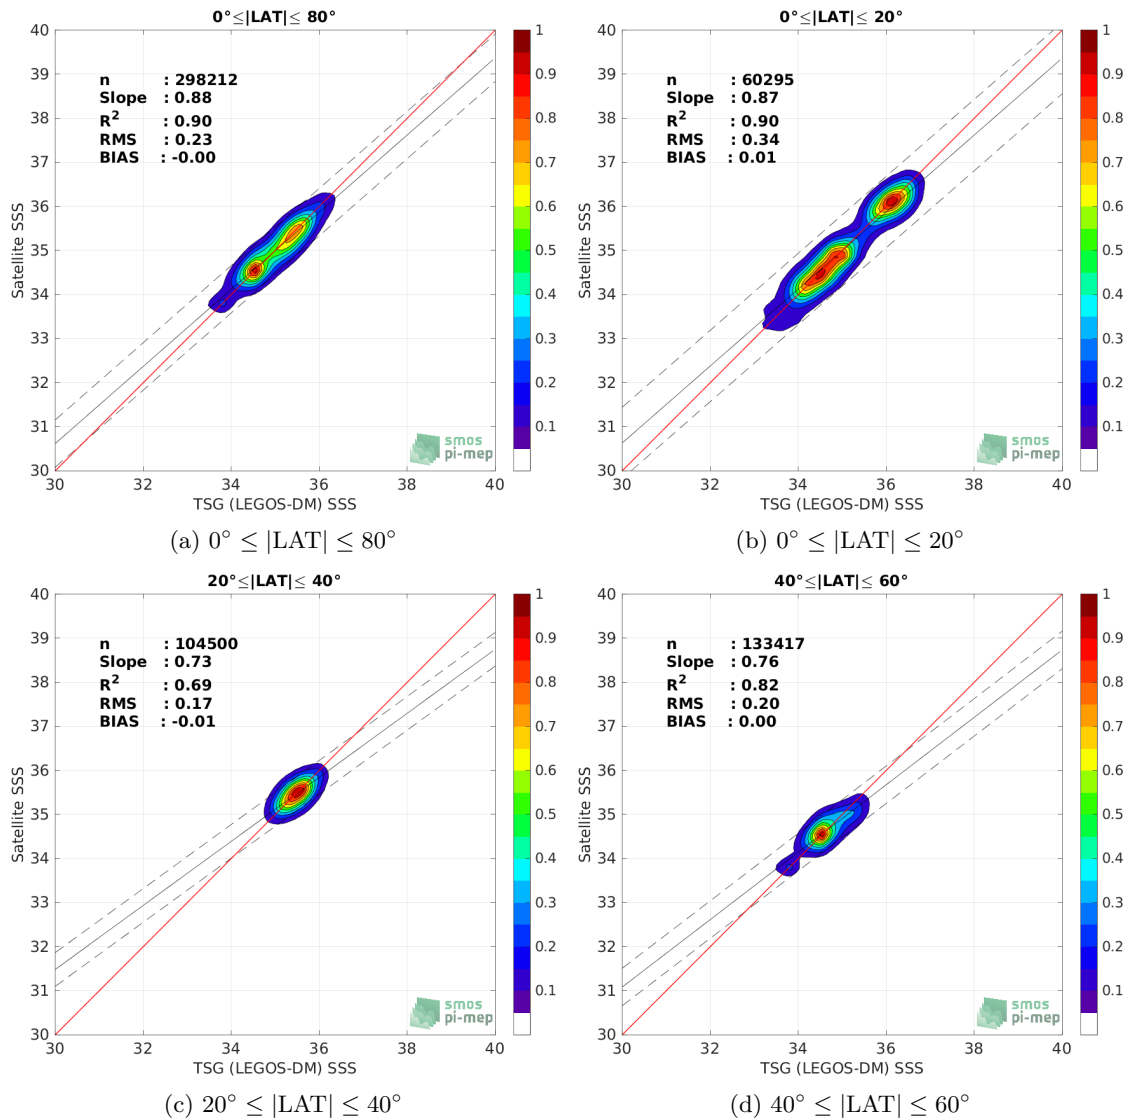 0°≤|LAT|≤ 80°
n : 298212
Slope : 0.88
R² : 0.90
RMS : 0.23
BIAS : -0.00
40
39
38
37
36
35
34
33
32
31
30
30 32 34 36 38 40
1
0.9
0.8
0.7
0.6
0.5
0.4
0.3
0.2
0.1
Satellite SSS
TSG (LEGOS-DM) SSS
smos
pi-mep
(a) 0° ≤ |LAT| ≤ 80°
0°≤|LAT|≤ 20°
n : 60295
Slope : 0.87
R² : 0.90
RMS : 0.34
BIAS : 0.01
40
39
38
37
36
35
34
33
32
31
30
30 32 34 36 38 40
1
0.9
0.8
0.7
0.6
0.5
0.4
0.3
0.2
0.1
Satellite SSS
TSG (LEGOS-DM) SSS
smos
pi-mep
(b) 0° ≤ |LAT| ≤ 20°
20°≤|LAT|≤ 40°
n : 104500
Slope : 0.73
R² : 0.69
RMS : 0.17
BIAS : -0.01
40
39
38
37
36
35
34
33
32
31
30
30 32 34 36 38 40
1
0.9
0.8
0.7
0.6
0.5
0.4
0.3
0.2
0.1
Satellite SSS
TSG (LEGOS-DM) SSS
smos
pi-mep
(c) 20° ≤ |LAT| ≤ 40°
40°≤|LAT|≤ 60°
n : 133417
Slope : 0.76
R² : 0.82
RMS : 0.20
BIAS : 0.00
40
39
38
37
36
35
34
33
32
31
30
30 32 34 36 38 40
1
0.9
0.8
0.7
0.6
0.5
0.4
0.3
0.2
0.1
Satellite SSS
TSG (LEGOS-DM) SSS
smos
pi-mep
(d) 40° ≤ |LAT| ≤ 60°